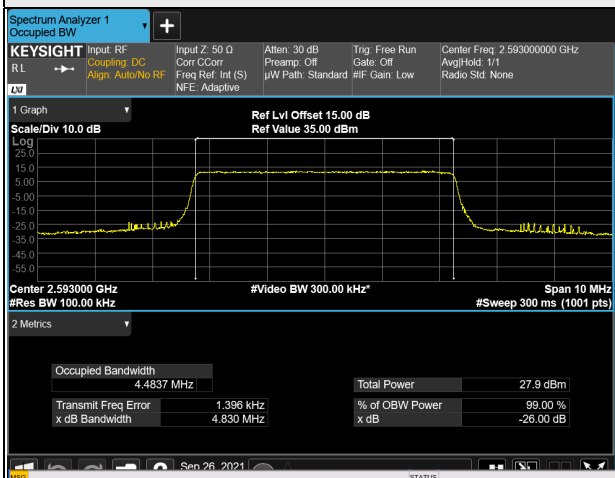 Spectrum Analyzer 1
Occupied BW
KEYSIGHT Input: RF Input Z: 50 Ω Atten: 30 dB Trig: Free Run Center Freq: 2.593000000 GHz
RL Coupling: DC Corr CCorr Preamp: Off Gate: Off Avg|Hold: 1/1
Align: Auto/No RF Freq Ref: Int (S) µW Path: Standard #IF Gain: Low Radio Std: None
LXI NFE: Adaptive
1 Graph Ref Lvl Offset 15.00 dB
Scale/Div 10.0 dB Ref Value 35.00 dBm
Log
25.0
15.0
5.00
-5.00
-15.0
-25.0
-35.0
-45.0
-55.0
Center 2.593000 GHz #Video BW 300.00 kHz* Span 10 MHz
#Res BW 100.00 kHz #Sweep 300 ms (1001 pts)
2 Metrics
Occupied Bandwidth
4.4837 MHz Total Power 27.9 dBm
Transmit Freq Error 1.396 kHz % of OBW Power 99.00 %
x dB Bandwidth 4.830 MHz x dB -26.00 dB
Sep 26, 2021
MSG STATUS